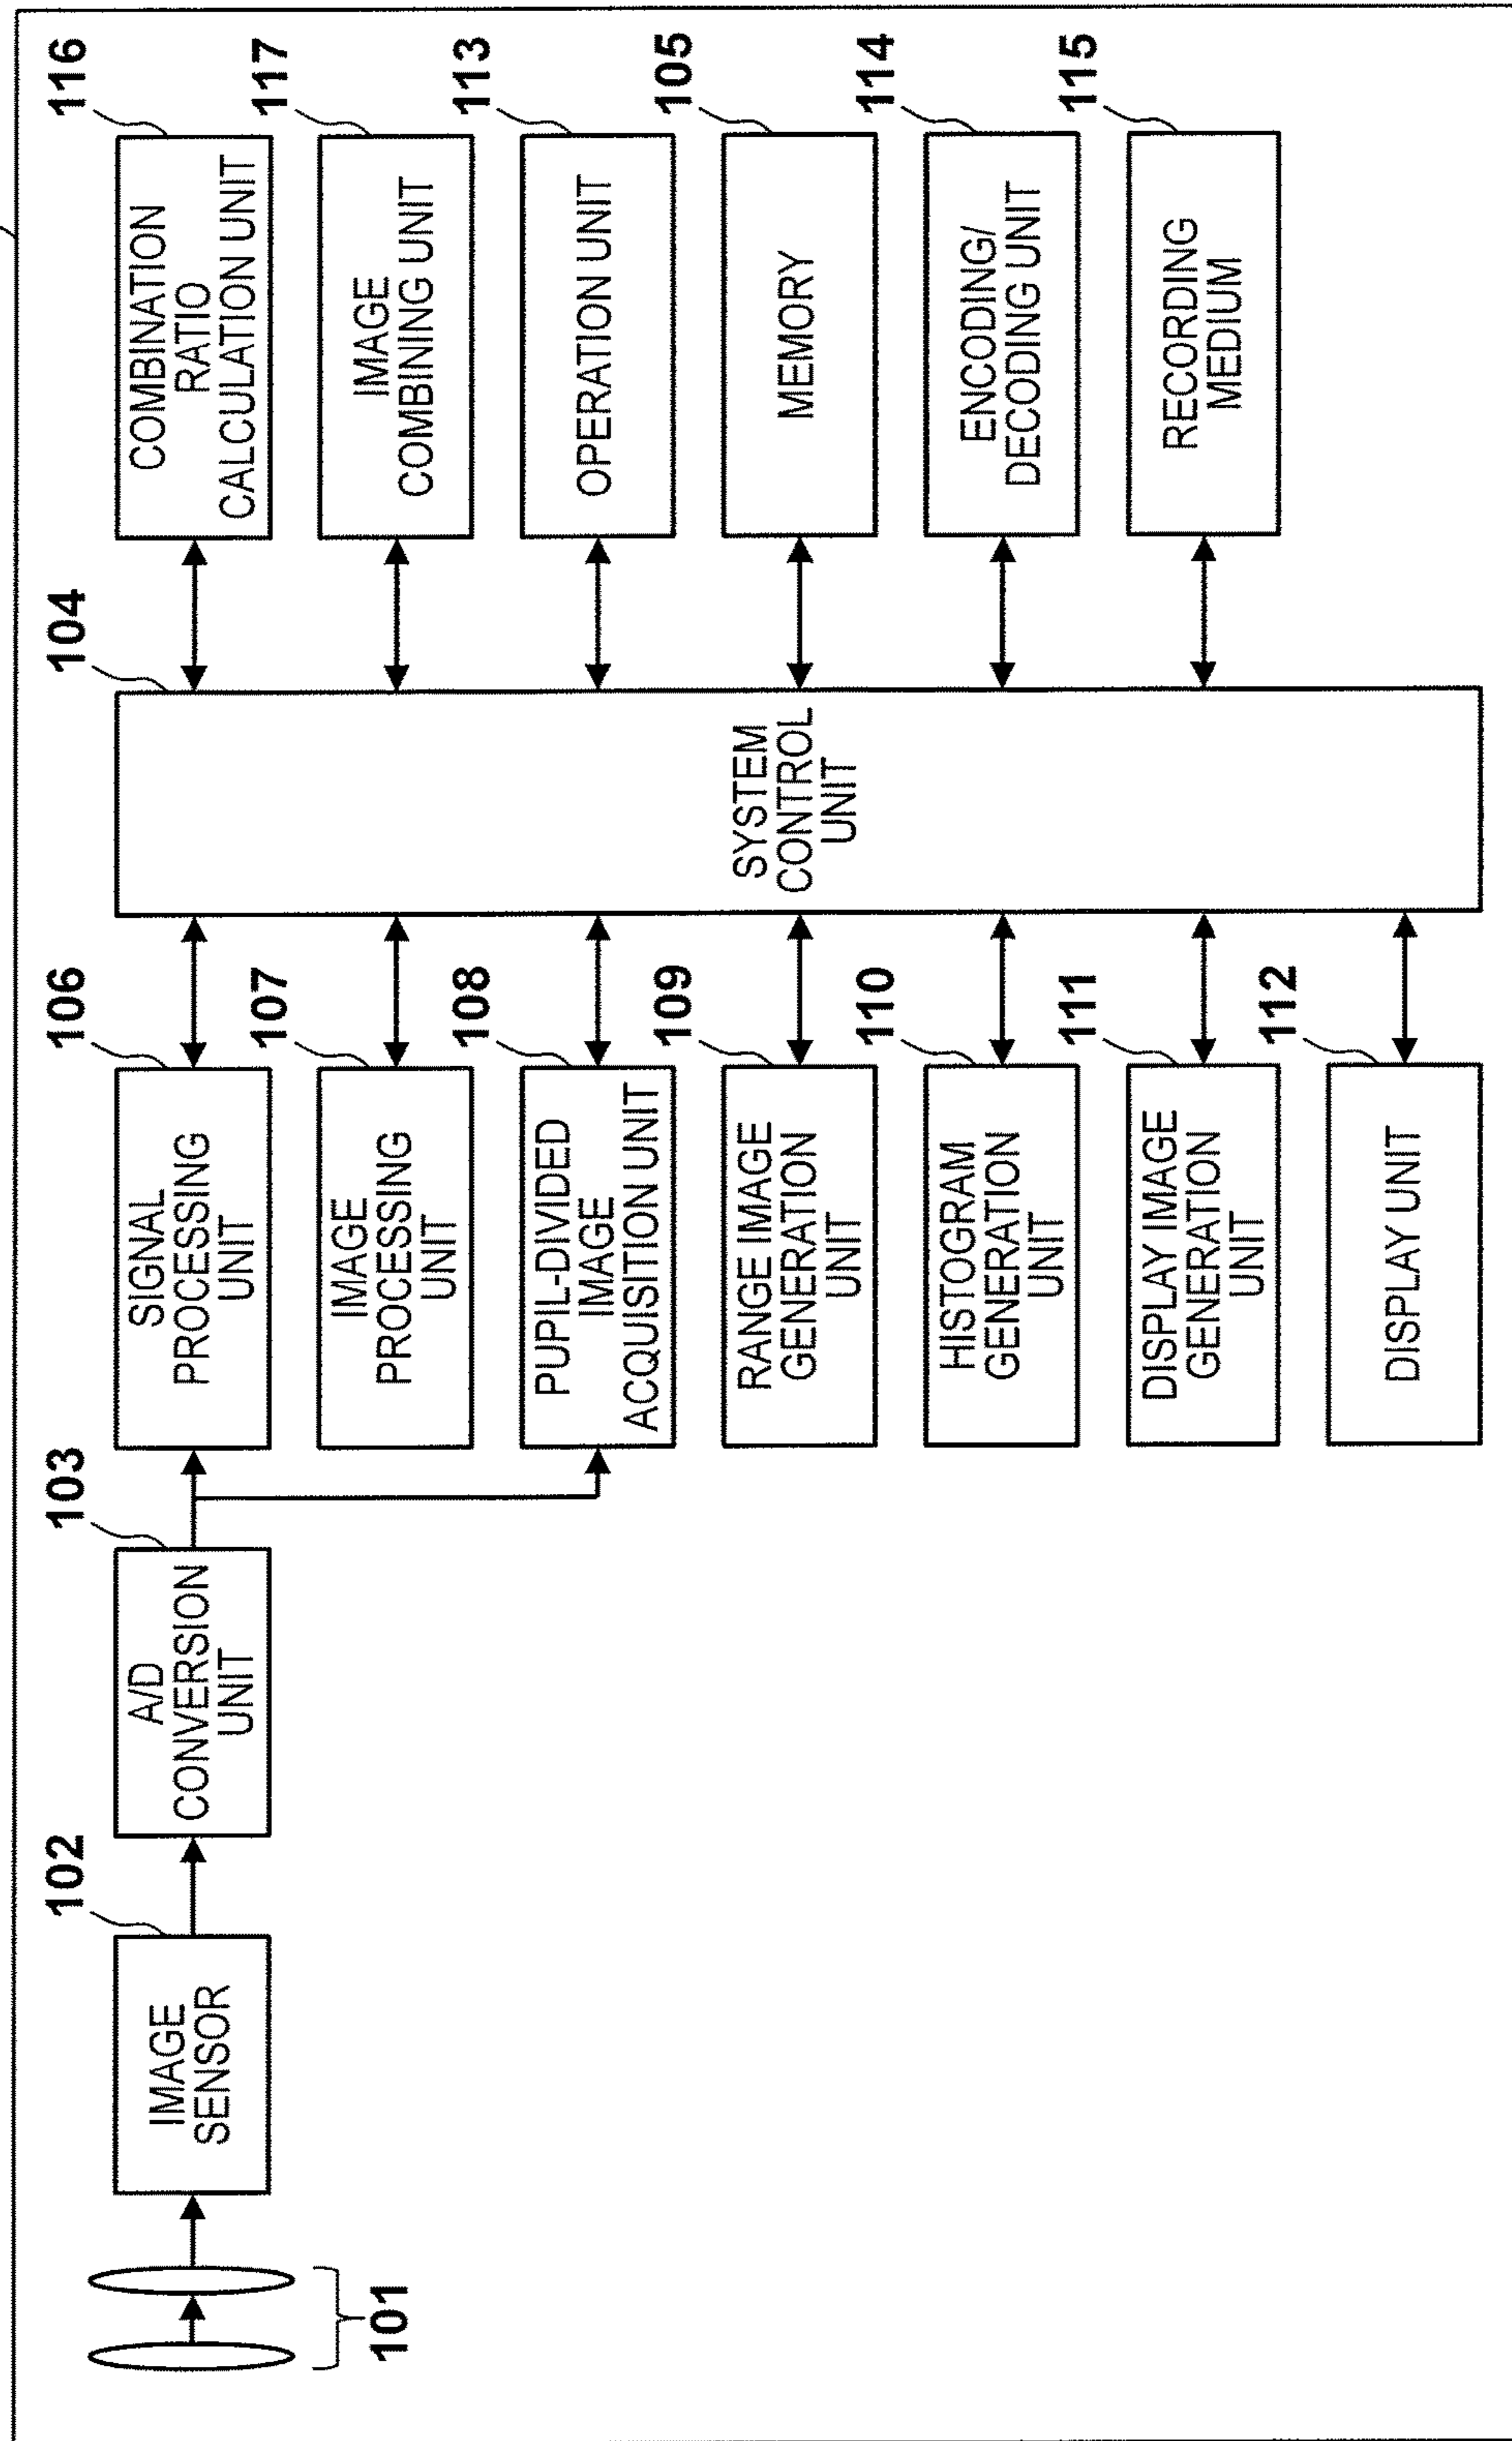 101
102
IMAGE
SENSOR
103
A/D
CONVERSION
UNIT
106
SIGNAL
PROCESSING
UNIT
107
IMAGE
PROCESSING
UNIT
108
PUPIL-DIVIDED
IMAGE
ACQUISITION UNIT
109
RANGE IMAGE
GENERATION
UNIT
110
HISTOGRAM
GENERATION
UNIT
111
DISPLAY IMAGE
GENERATION
UNIT
112
DISPLAY UNIT
104
SYSTEM
CONTROL
UNIT
116
COMBINATION
RATIO
CALCULATION UNIT
117
IMAGE
COMBINING UNIT
113
OPERATION UNIT
105
MEMORY
114
ENCODING/
DECODING UNIT
115
RECORDING
MEDIUM